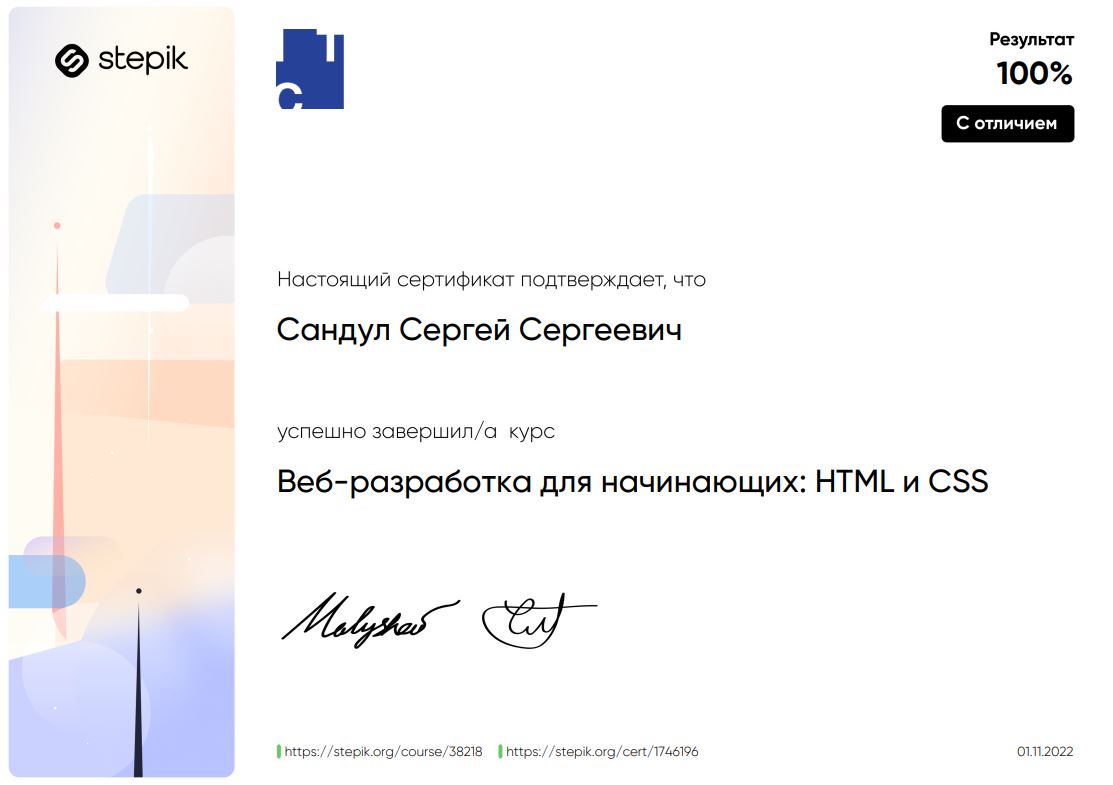 stepik
С
Результат
100%
С отличием
Настоящий сертификат подтверждает, что
Сандул Сергей Сергеевич
успешно завершил/а  курс
Веб-разработка для начинающих: HTML и CSS
https://stepik.org/course/38218 https://stepik.org/cert/1746196
01.11.2022